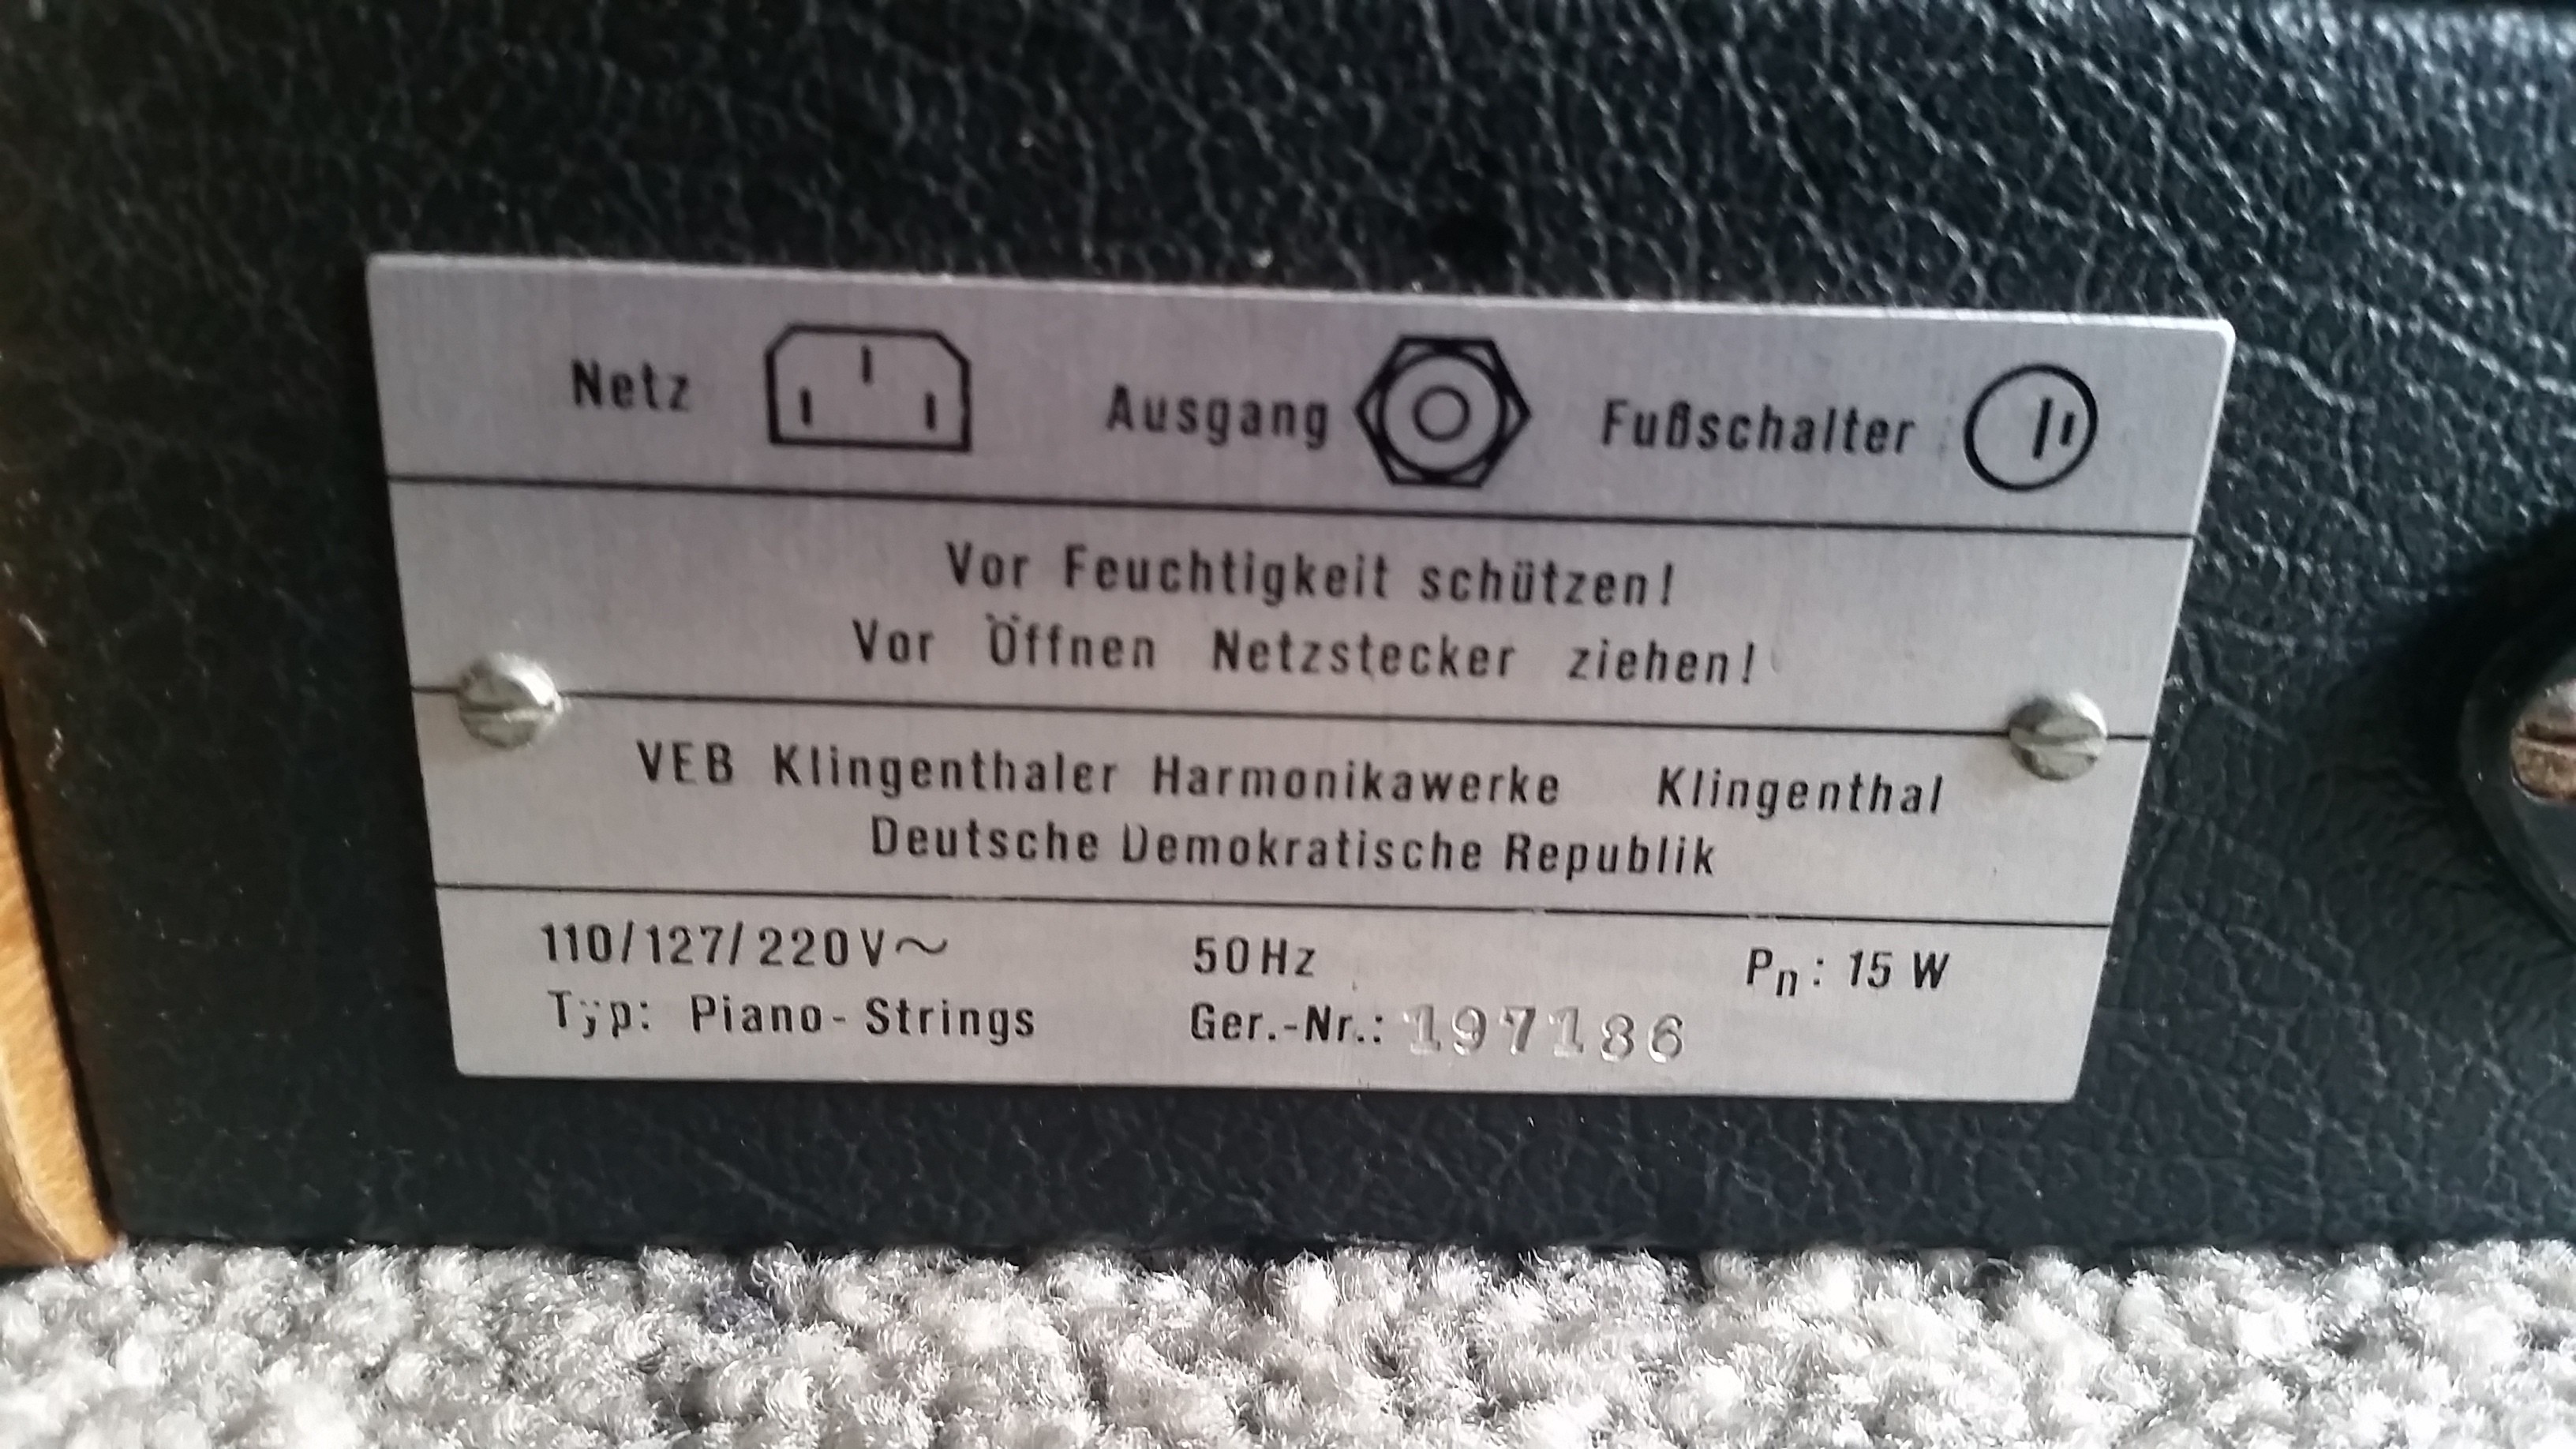 Netz Ausgang Fußschalter
Vor Feuchtigkeit schützen!
Vor Öffnen Netzstecker ziehen!
VEB Klingenthaler Harmonikawerke Klingenthal
Deutsche Demokratische Republik
110/127/220V~ 50Hz Pn: 15 W
Typ: Piano-Strings Ger.-Nr.: 197186